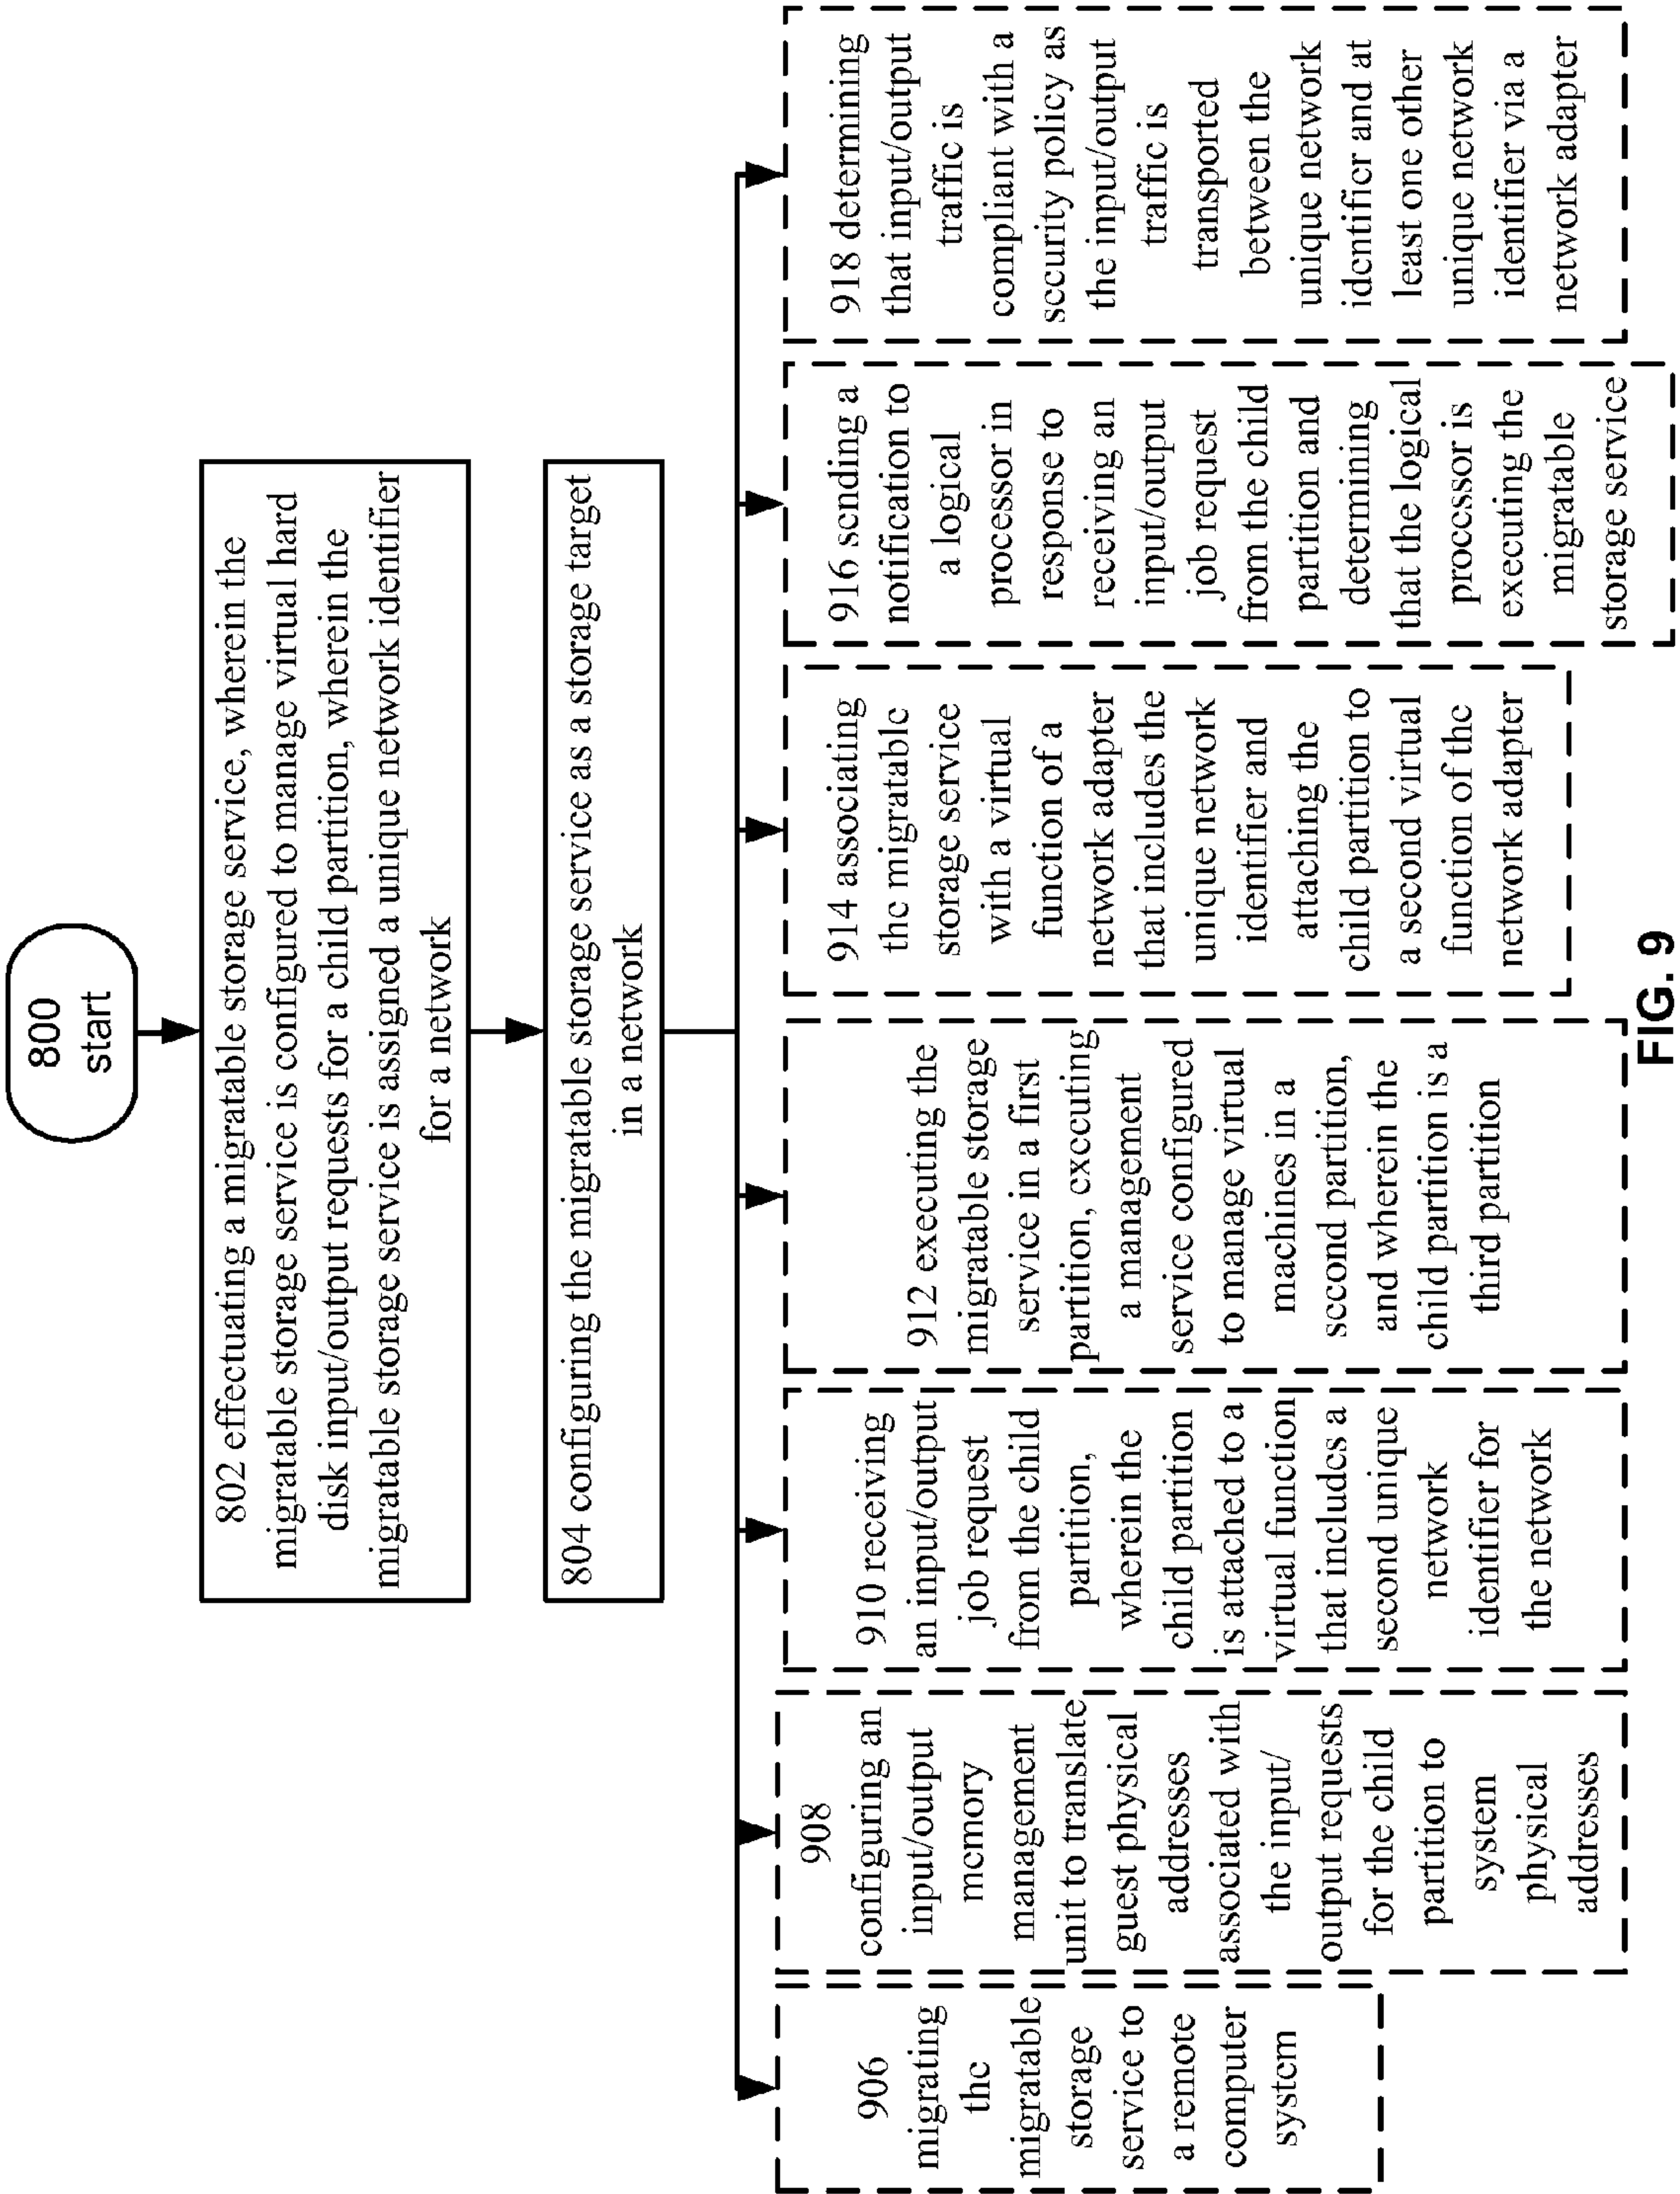 800
start
802 effectuating a migratable storage service, wherein the
migratable storage service is configured to manage virtual hard
disk input/output requests for a child partition, wherein the
migratable storage service is assigned a unique network identifier
for a network
804 configuring the migratable storage service as a storage target
in a network
906
migrating
the
migratable
storage
service to
a remote
computer
system
908
configuring an
input/output
memory
management
unit to translate
guest physical
addresses
associated with
the input/
output requests
for the child
partition to
system
physical
addresses
910 receiving
an input/output
job request
from the child
partition,
wherein the
child partition
is attached to a
virtual function
that includes a
second unique
network
identifier for
the network
912 executing the
migratable storage
service in a first
partition, executing
a management
service configured
to manage virtual
machines in a
second partition,
and wherein the
child partition is a
third partition
914 associating
the migratable
storage service
with a virtual
function of a
network adapter
that includes the
unique network
identifier and
attaching the
child partition to
a second virtual
function of the
network adapter
916 sending a
notification to
a logical
processor in
response to
receiving an
input/output
job request
from the child
partition and
determining
that the logical
processor is
executing the
migratable
storage service
918 determining
that input/output
traffic is
compliant with a
security policy as
the input/output
traffic is
transported
between the
unique network
identifier and at
least one other
unique network
identifier via a
network adapter
FIG. 9